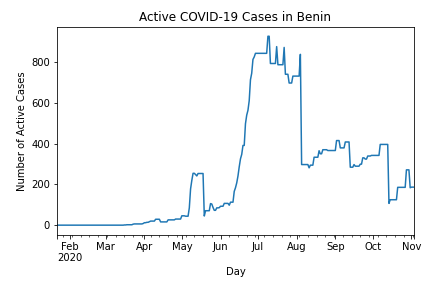 Active COVID-19 Cases in Benin
Number of Active Cases
800
600
400
200
0
Feb Mar Apr May Jun Jul Aug Sep Oct Nov
2020
Day